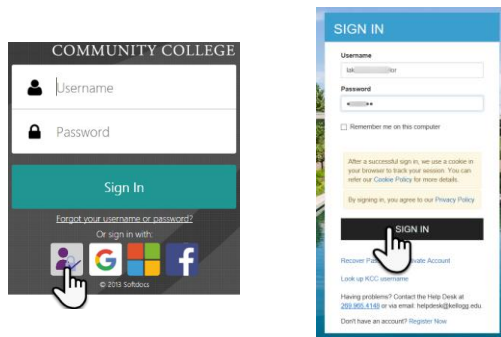 COMMUNITY COLLEGE
Username
Password
Sign In
Forgot your username or password?
Or sign in with:
© 2013 Softdocs
SIGN IN
Username
Password
Remember me on this computer
After a successful sign in, we use a cookie in
your browser to track your session. You can
refer our Cookie Policy for more details.
By signing in, you agree to our Privacy Policy
SIGN IN
Recover Pas vate Account
Look up KCC username
Having problems? Contact the Help Desk at
269.965.4148 or via email: helpdesk@kellogg.edu
Don't have an account? Register Now